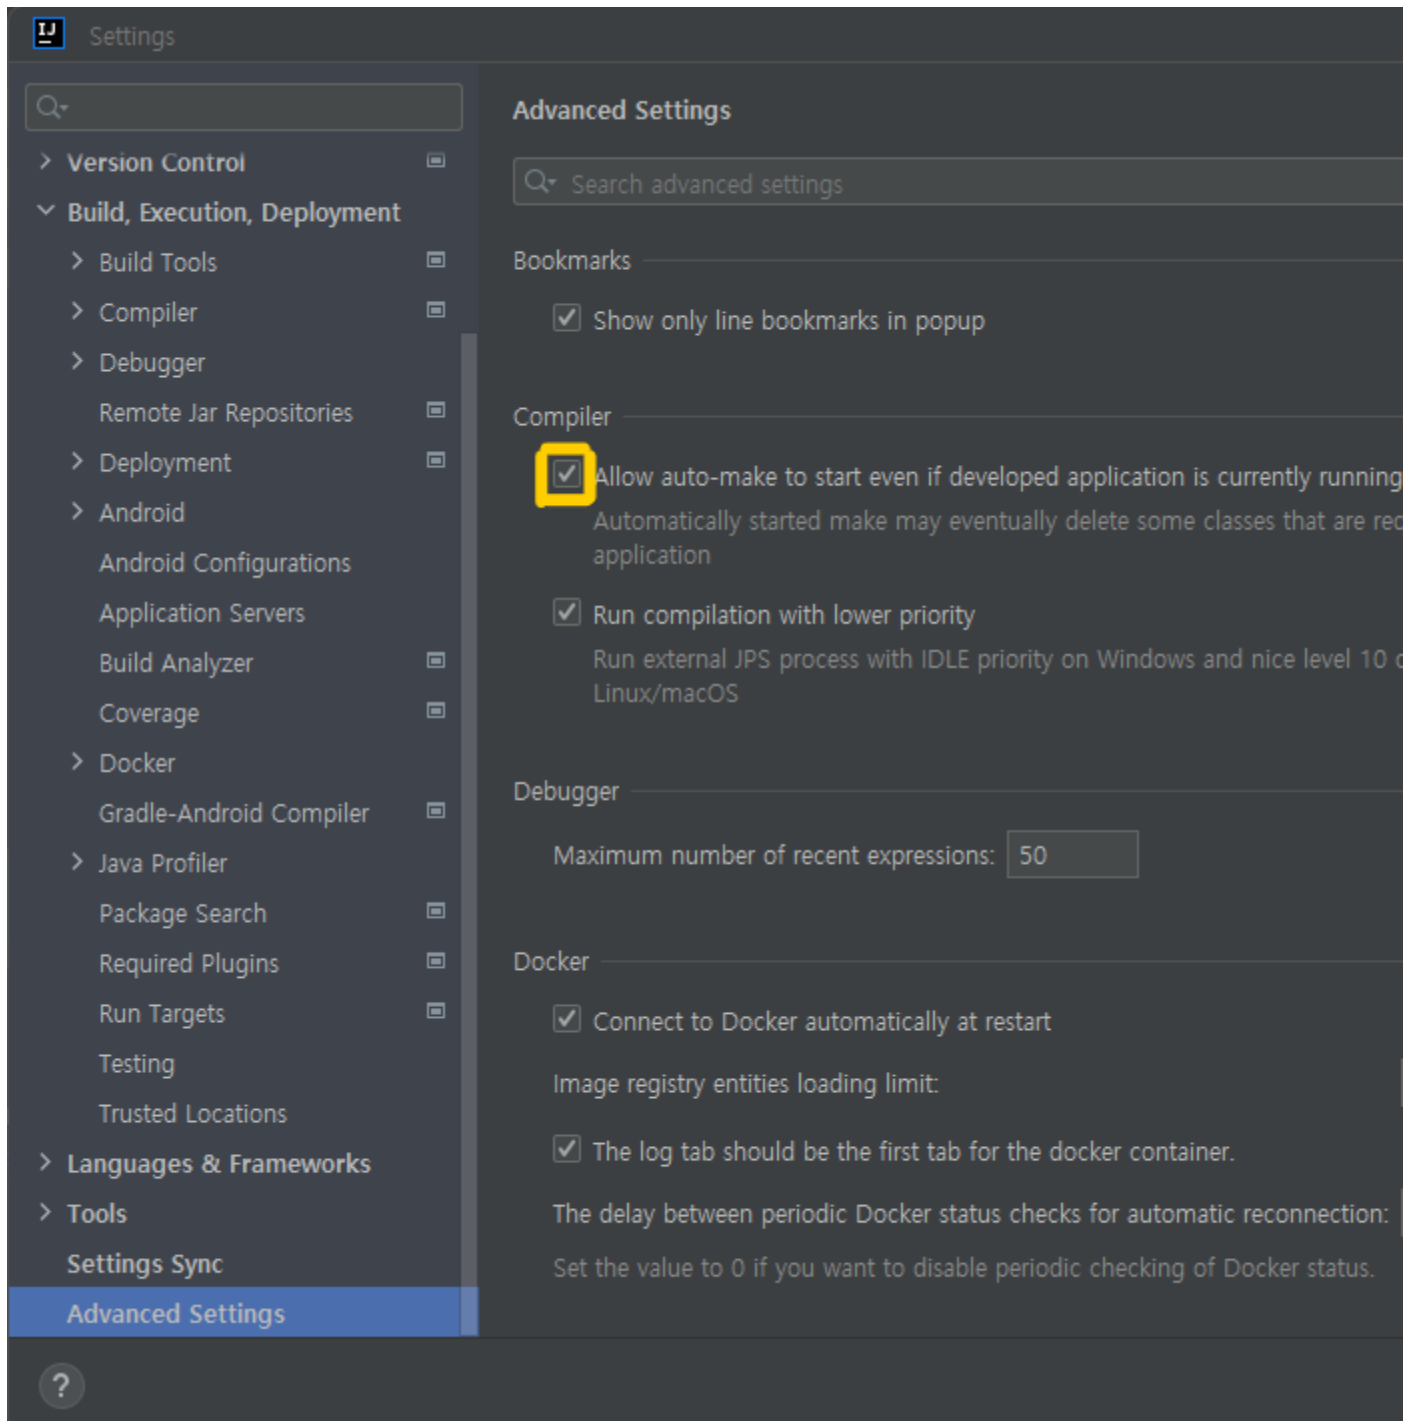 IJ
Settings
Version Control
Build, Execution, Deployment
Build Tools
Compiler
Debugger
Remote Jar Repositories
Deployment
Android
Android Configurations
Application Servers
Build Analyzer
Coverage
Docker
Gradle-Android Compiler
Java Profiler
Package Search
Required Plugins
Run Targets
Testing
Trusted Locations
Languages & Frameworks
Tools
Settings Sync
Advanced Settings
?
Advanced Settings
Search advanced settings
Bookmarks
Show only line bookmarks in popup
Compiler
Allow auto-make to start even if developed application is currently running
Automatically started make may eventually delete some classes that are
application
Run compilation with lower priority
Run external JPS process with IDLE priority on Windows and nice level 10
Linux/macOS
Debugger
Maximum number of recent expressions: 50
Docker
Connect to Docker automatically at restart
Image registry entities loading limit:
The log tab should be the first tab for the docker container.
The delay between periodic Docker status checks for automatic reconnection:
Set the value to 0 if you want to disable periodic checking of Docker status.